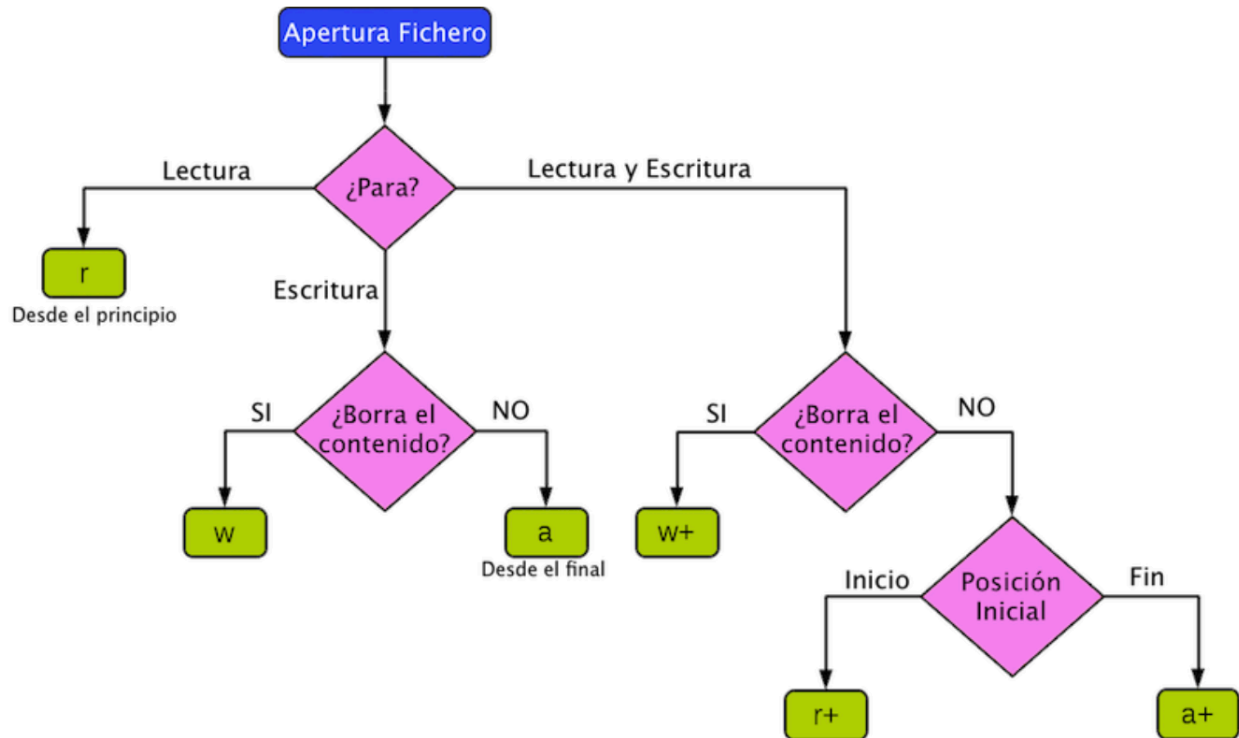 Apertura Fichero
Lectura
¿Para?
Lectura y Escritura
r
Desde el principio
Escritura
SI
¿Borra el
contenido?
NO
SI
¿Borra el
contenido?
NO
w
a
Desde el final
w+
Inicio
Posición
Inicial
Fin
r+
a+